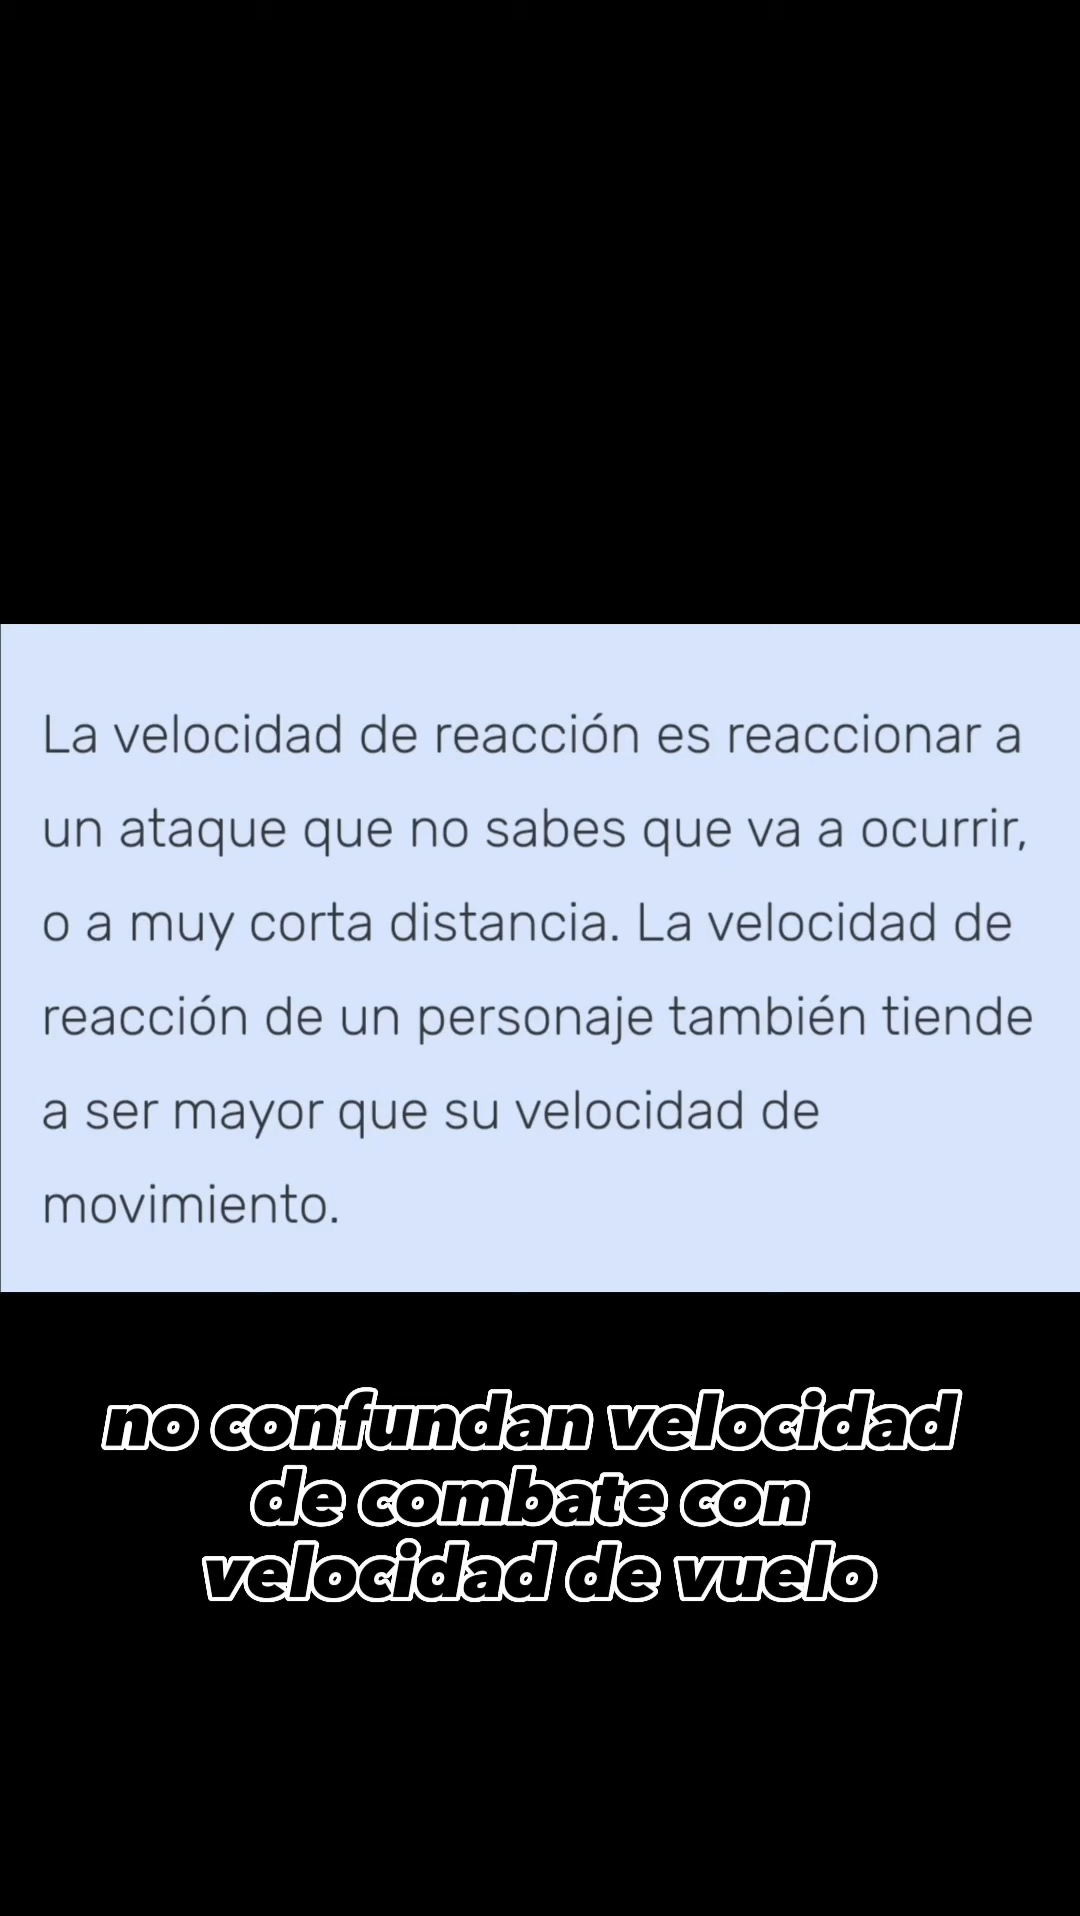 La velocidad de reacción es reaccionar a
un ataque que no sabes que va a ocurrir,
o a muy corta distancia. La velocidad de
reacción de un personaje también tiende
a ser mayor que su velocidad de
movimiento.
no confundan velocidad
de combate con
velocidad de vuelo